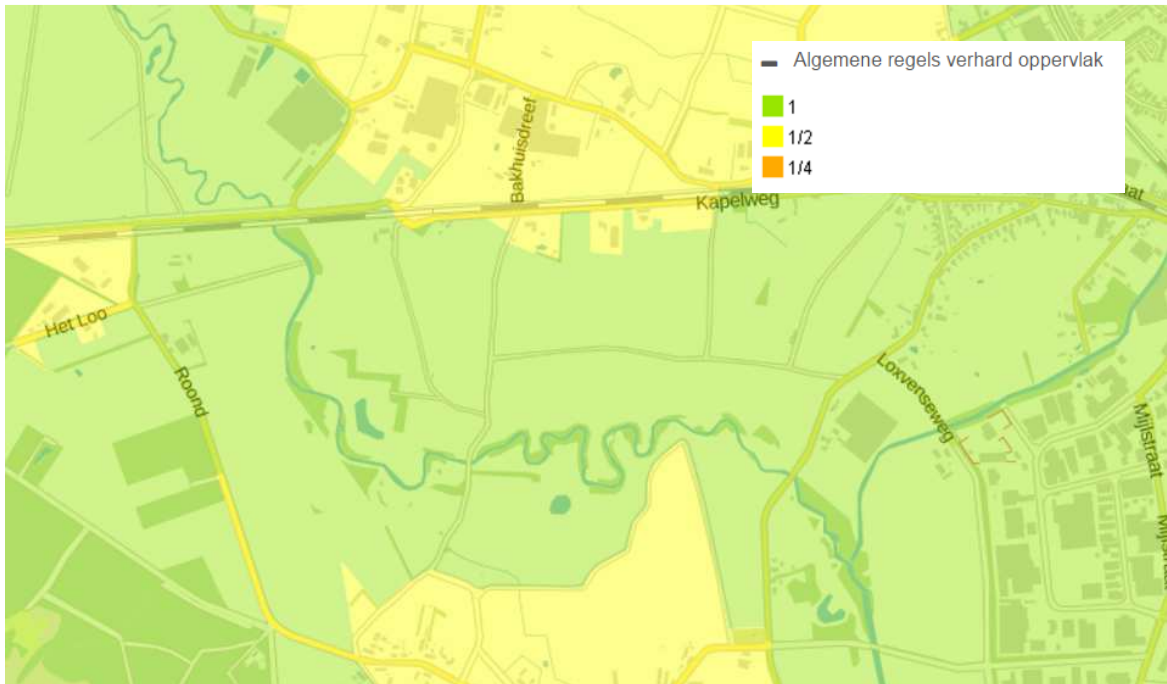 Algemene regels verhard oppervlak
1
1/2
1/4
Bakhuisdreef
Kapelweg
Het Loo
Roond
Loxvenseweg
Mijlstraat